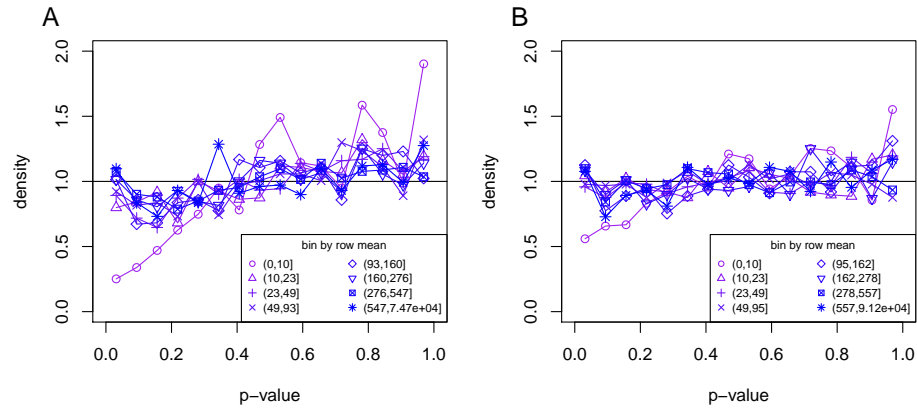 A
2.0
1.5
1.0
0.5
0.0
density
0.0 0.2 0.4 0.6 0.8 1.0
p−value
bin by row mean
(0,10]
(10,23]
(23,49]
(49,93]
(93,160]
(160,276]
(276,547]
(547,7.47e+04]
B
2.0
1.5
1.0
0.5
0.0
density
0.0 0.2 0.4 0.6 0.8 1.0
p−value
bin by row mean
(0,10]
(10,23]
(23,49]
(49,95]
(95,162]
(162,278]
(278,557]
(557,9.12e+04]